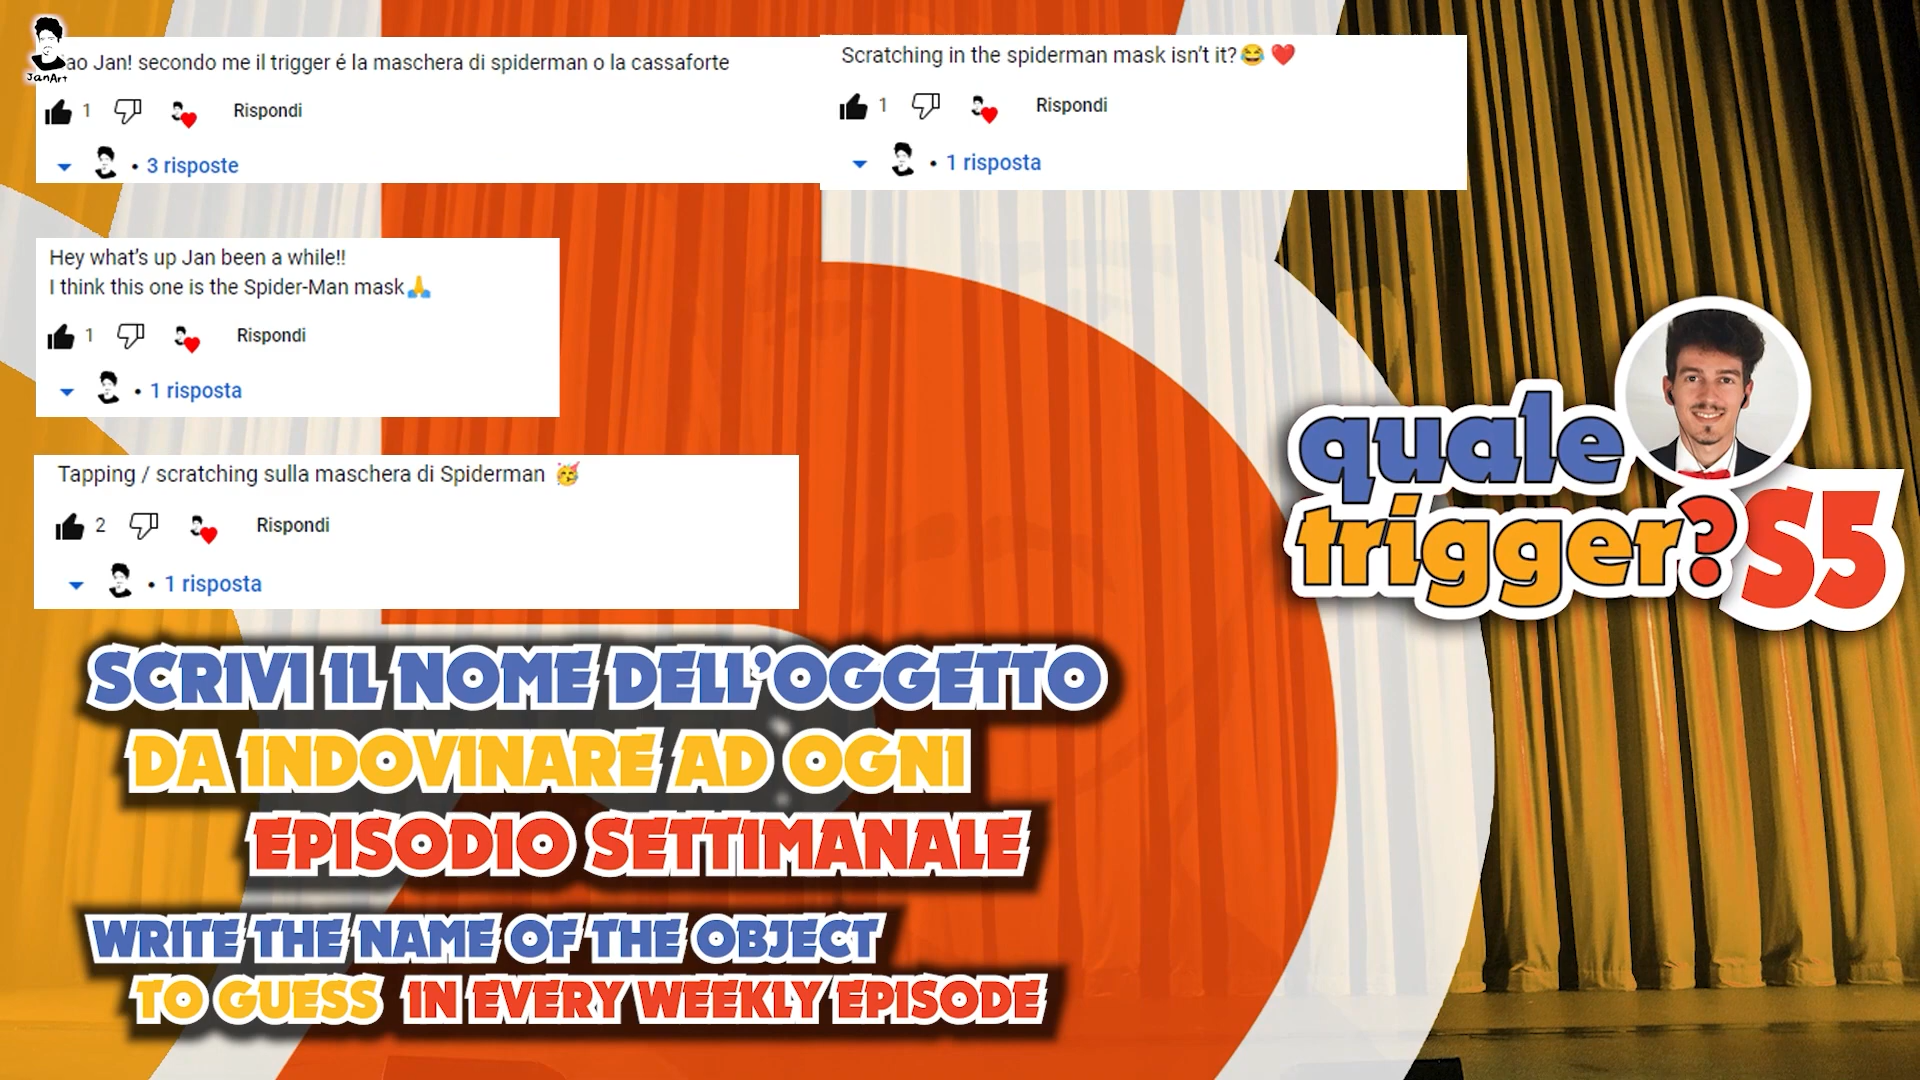 JanArt
ao Jan! secondo me il trigger é la maschera di spiderman o la cassaforte
1 Rispondi
• 3 risposte
Scratching in the spiderman mask isn't it?😂 ❤️
1 Rispondi
• 1 risposta
Hey what's up Jan been a while!!
I think this one is the Spider-Man mask🙏
1 Rispondi
• 1 risposta
Tapping / scratching sulla maschera di Spiderman 🥳
2 Rispondi
• 1 risposta
quale
trigger? S5
SCRIVI IL NOME DELL'OGGETTO
DA INDOVINARE AD OGNI
EPISODIO SETTIMANALE
WRITE THE NAME OF THE OBJECT
TO GUESS IN EVERY WEEKLY EPISODE